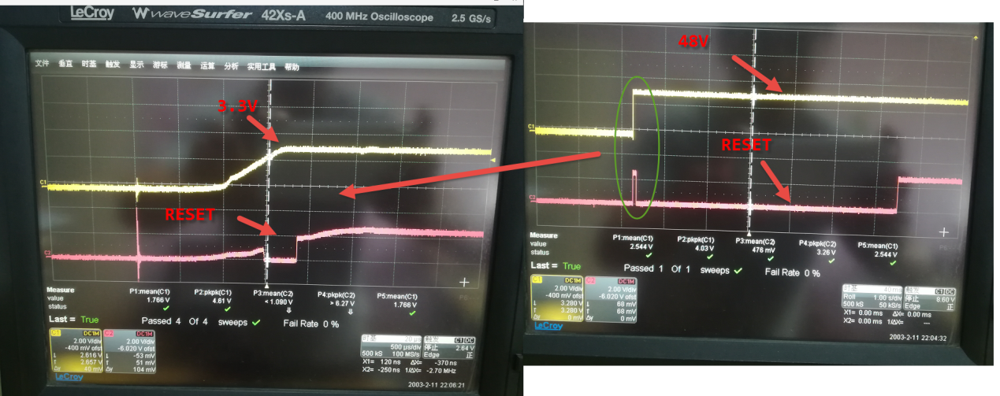 LeCroy WaveSurfer 42Xs-A 400 MHz Oscilloscope 2.5 GS/s
文件 垂直 时基 触发 显示 游标 测量 运算 分析 实用工具 帮助
3.3V
C1
RESET
C2
Measure P1:mean(C1) P2:pkpk(C1) P3:mean(C2) P4:pkpk(C2) P5:mean(C1)
value 1.766 V 4.61 V < 1.090 V > 6.27 V 1.766 V
status
Last = True Passed 4 Of 4 sweeps Fail Rate 0 %
C1 DC1M C2 DC1M
2.00 V/div 2.00 V/div
-400 mV ofst -6.020 V ofst
2.616 V -53 mV
2.657 V 51 mV
Δy 40 mV Δy 104 mV
时基 20 µs 触发 C1 DC
500 µs/div 停止 2.64 V
500 kS 100 MS/s Edge 正
X1= 120 ns ΔX= -370 ns
X2= -250 ns 1/ΔX= -2.70 MHz
LeCroy
2003-2-11 22:06:21
48V
C1
RESET
C2
Measure P1:mean(C1) P2:pkpk(C1) P3:mean(C2) P4:pkpk(C2) P5:mean(C1)
value 2.544 V 4.03 V 476 mV 3.26 V 2.544 V
status
Last = True Passed 1 Of 1 sweeps Fail Rate 0 %
C1 DC1M C2 DC1M
2.00 V/div 2.00 V/div
-400 mV ofst -6.020 V ofst
3.280 V 68 mV
3.280 V 68 mV
Δy 0 mV Δy 0 mV
时基 40 ms 触发 C1 DC
Roll 1.00 s/div 停止 8.60 V
500 kS 50 kS/s Edge 正
X1= 0.00 ms ΔX= 0.00 ms
X2= 0.00 ms 1/ΔX= ---
LeCroy
2003-2-11 22:04:32